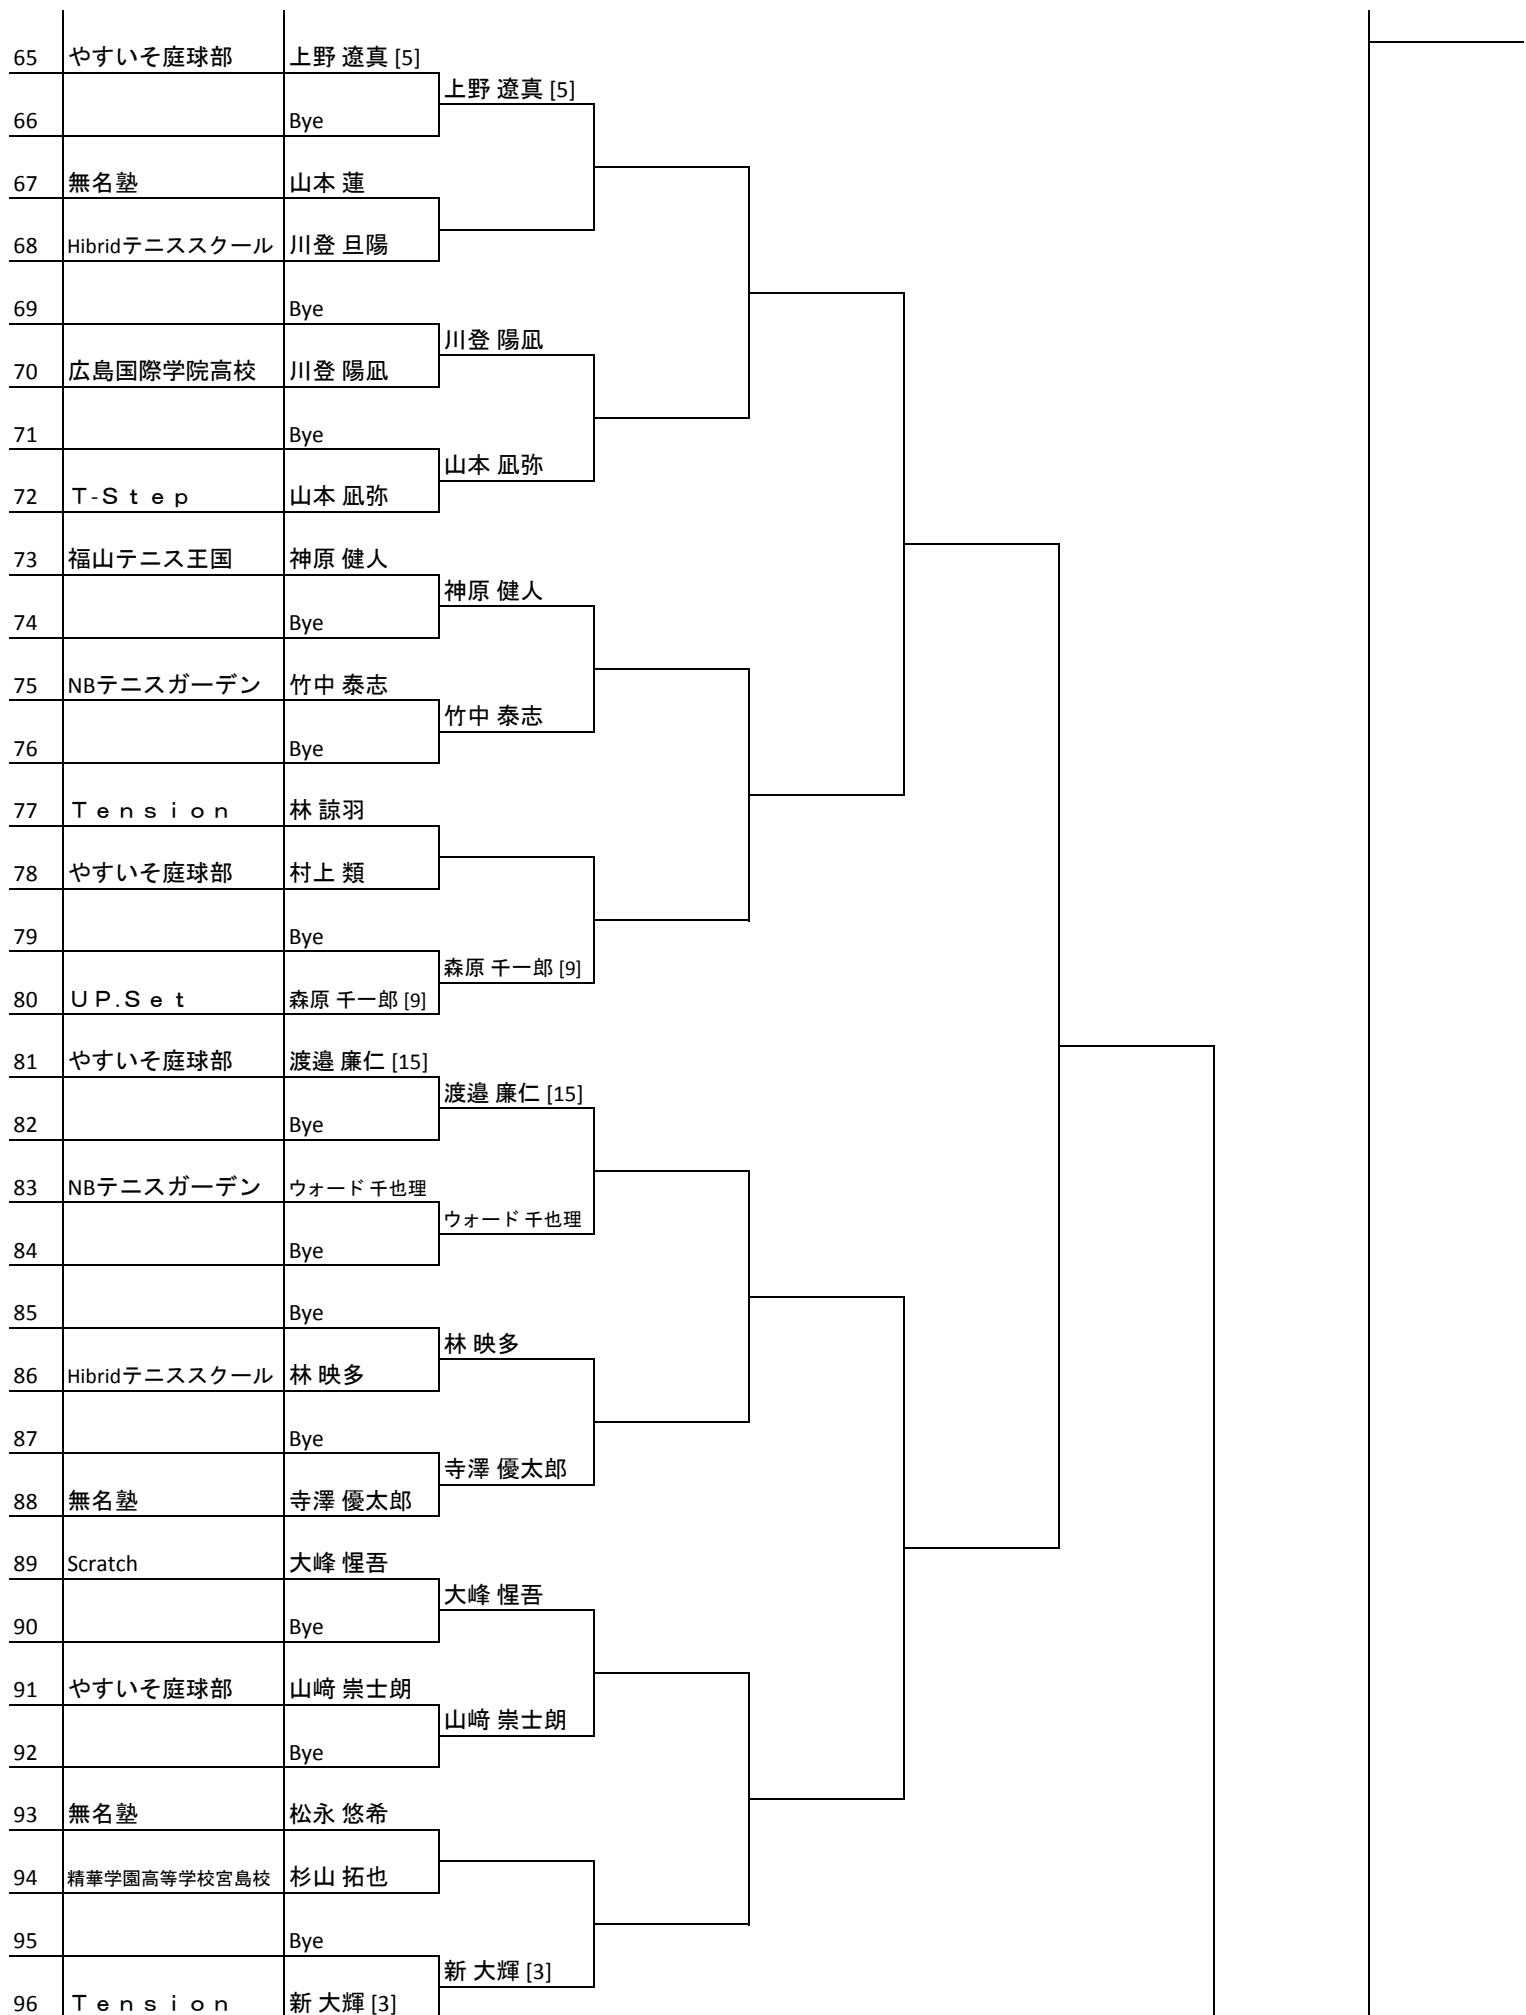 65 やすいそ庭球部 上野 遼真 [5]
上野 遼真 [5]
66 Bye
67 無名塾 山本 蓮
68 Hibridテニススクール 川登 旦陽
69 Bye
川登 陽凪
70 広島国際学院高校 川登 陽凪
71 Bye
山本 凪弥
72 Ｔ-Ｓｔｅｐ 山本 凪弥
73 福山テニス王国 神原 健人
神原 健人
74 Bye
75 NBテニスガーデン 竹中 泰志
竹中 泰志
76 Bye
77 Ｔｅｎｓｉｏｎ 林 諒羽
78 やすいそ庭球部 村上 類
79 Bye
森原 千一郎 [9]
80 ＵＰ.Ｓｅｔ 森原 千一郎 [9]
81 やすいそ庭球部 渡邉 廉仁 [15]
渡邉 廉仁 [15]
82 Bye
83 NBテニスガーデン ウォード 千也理
ウォード 千也理
84 Bye
85 Bye
林 映多
86 Hibridテニススクール 林 映多
87 Bye
寺澤 優太郎
88 無名塾 寺澤 優太郎
89 Scratch 大峰 惺吾
大峰 惺吾
90 Bye
91 やすいそ庭球部 山﨑 崇士朗
山﨑 崇士朗
92 Bye
93 無名塾 松永 悠希
94 精華学園高等学校宮島校 杉山 拓也
95 Bye
新 大輝 [3]
96 Ｔｅｎｓｉｏｎ 新 大輝 [3]